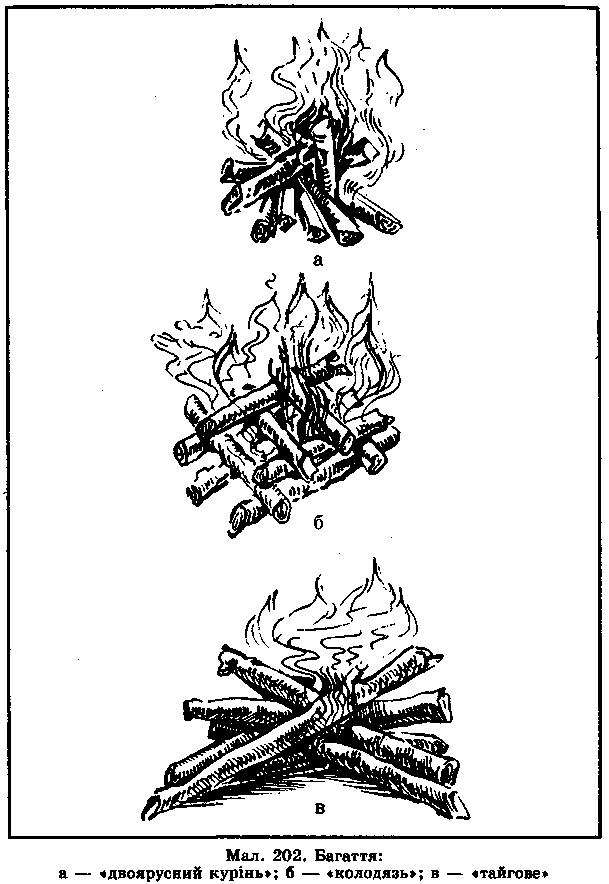 а
б
в
Мал. 202. Багаття:
а — «двоярусний курінь»; б — «колодязь»; в — «тайгове»